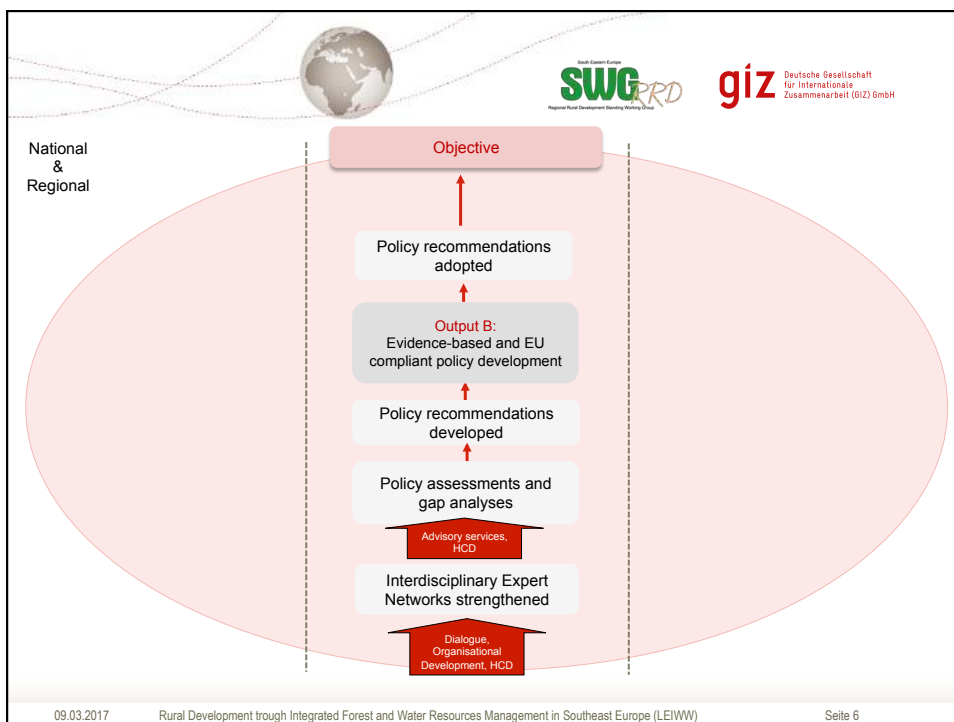 South Eastern Europe
SWG
RRD
Regional Rural Development Standing Working Group
giz
Deutsche Gesellschaft
für Internationale
Zusammenarbeit (GIZ) GmbH
National
&
Regional
Objective
Policy recommendations
adopted
Output B:
Evidence-based and EU
compliant policy development
Policy recommendations
developed
Policy assessments and
gap analyses
Advisory services,
HCD
Interdisciplinary Expert
Networks strengthened
Dialogue,
Organisational
Development, HCD
09.03.2017
Rural Development trough Integrated Forest and Water Resources Management in Southeast Europe (LEIWW)
Seite 6